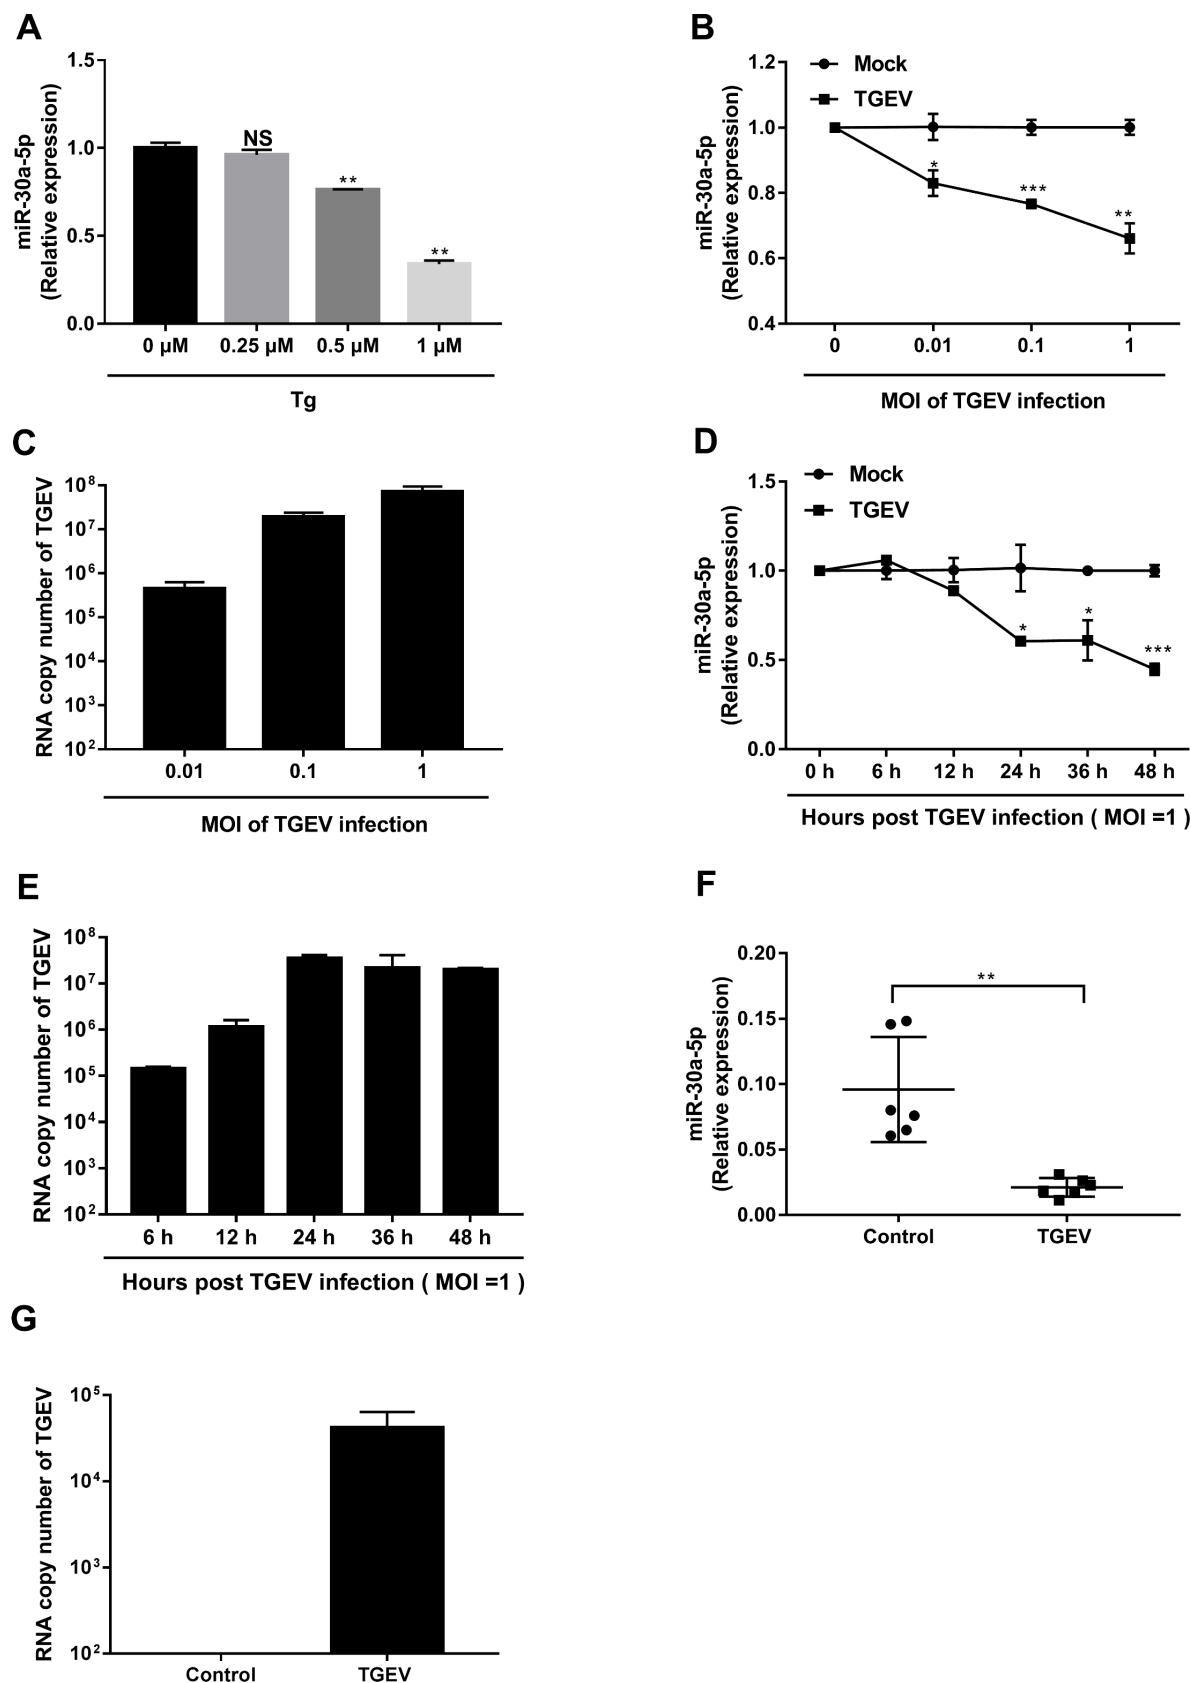 A
miR-30a-5p
(Relative expression)
1.5
1.0
0.5
0.0
NS
**
**
0 µM 0.25 µM 0.5 µM 1 µM
Tg
B
miR-30a-5p
(Relative expression)
1.2
1.0
0.8
0.6
0.4
Mock
TGEV
*
***
**
0 0.01 0.1 1
MOI of TGEV infection
C
RNA copy number of TGEV
10⁸
10⁷
10⁶
10⁵
10⁴
10³
10²
0.01 0.1 1
MOI of TGEV infection
D
miR-30a-5p
(Relative expression)
1.5
1.0
0.5
0.0
Mock
TGEV
*
*
***
0 h 6 h 12 h 24 h 36 h 48 h
Hours post TGEV infection ( MOI =1 )
E
RNA copy number of TGEV
10⁸
10⁷
10⁶
10⁵
10⁴
10³
10²
6 h 12 h 24 h 36 h 48 h
Hours post TGEV infection ( MOI =1 )
F
miR-30a-5p
(Relative expression)
0.20
0.15
0.10
0.05
0.00
**
Control TGEV
G
RNA copy number of TGEV
10⁵
10⁴
10³
10²
Control TGEV